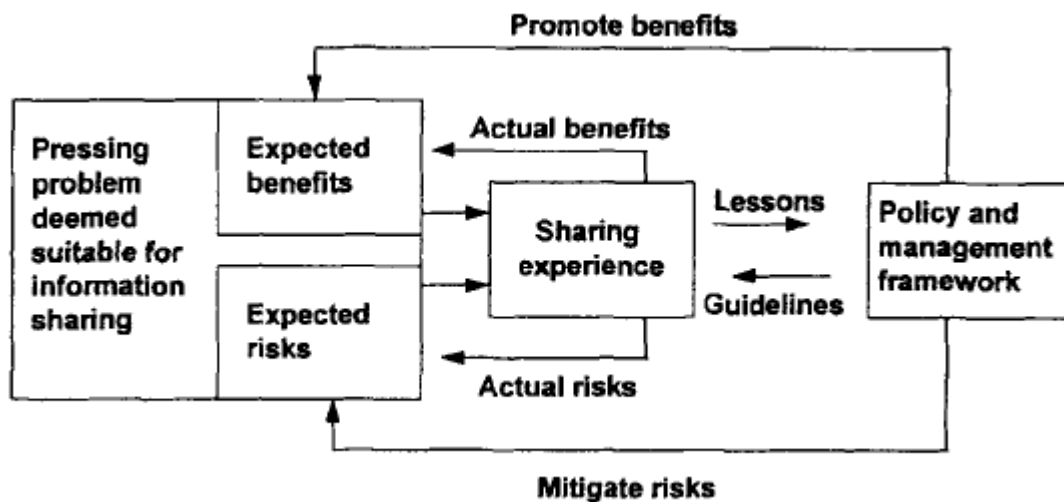 Promote benefits
Pressing
problem
deemed
suitable for
information
sharing
Expected
benefits
Expected
risks
Actual benefits
Sharing
experience
Actual risks
Lessons
Guidelines
Policy and
management
framework
Mitigate risks